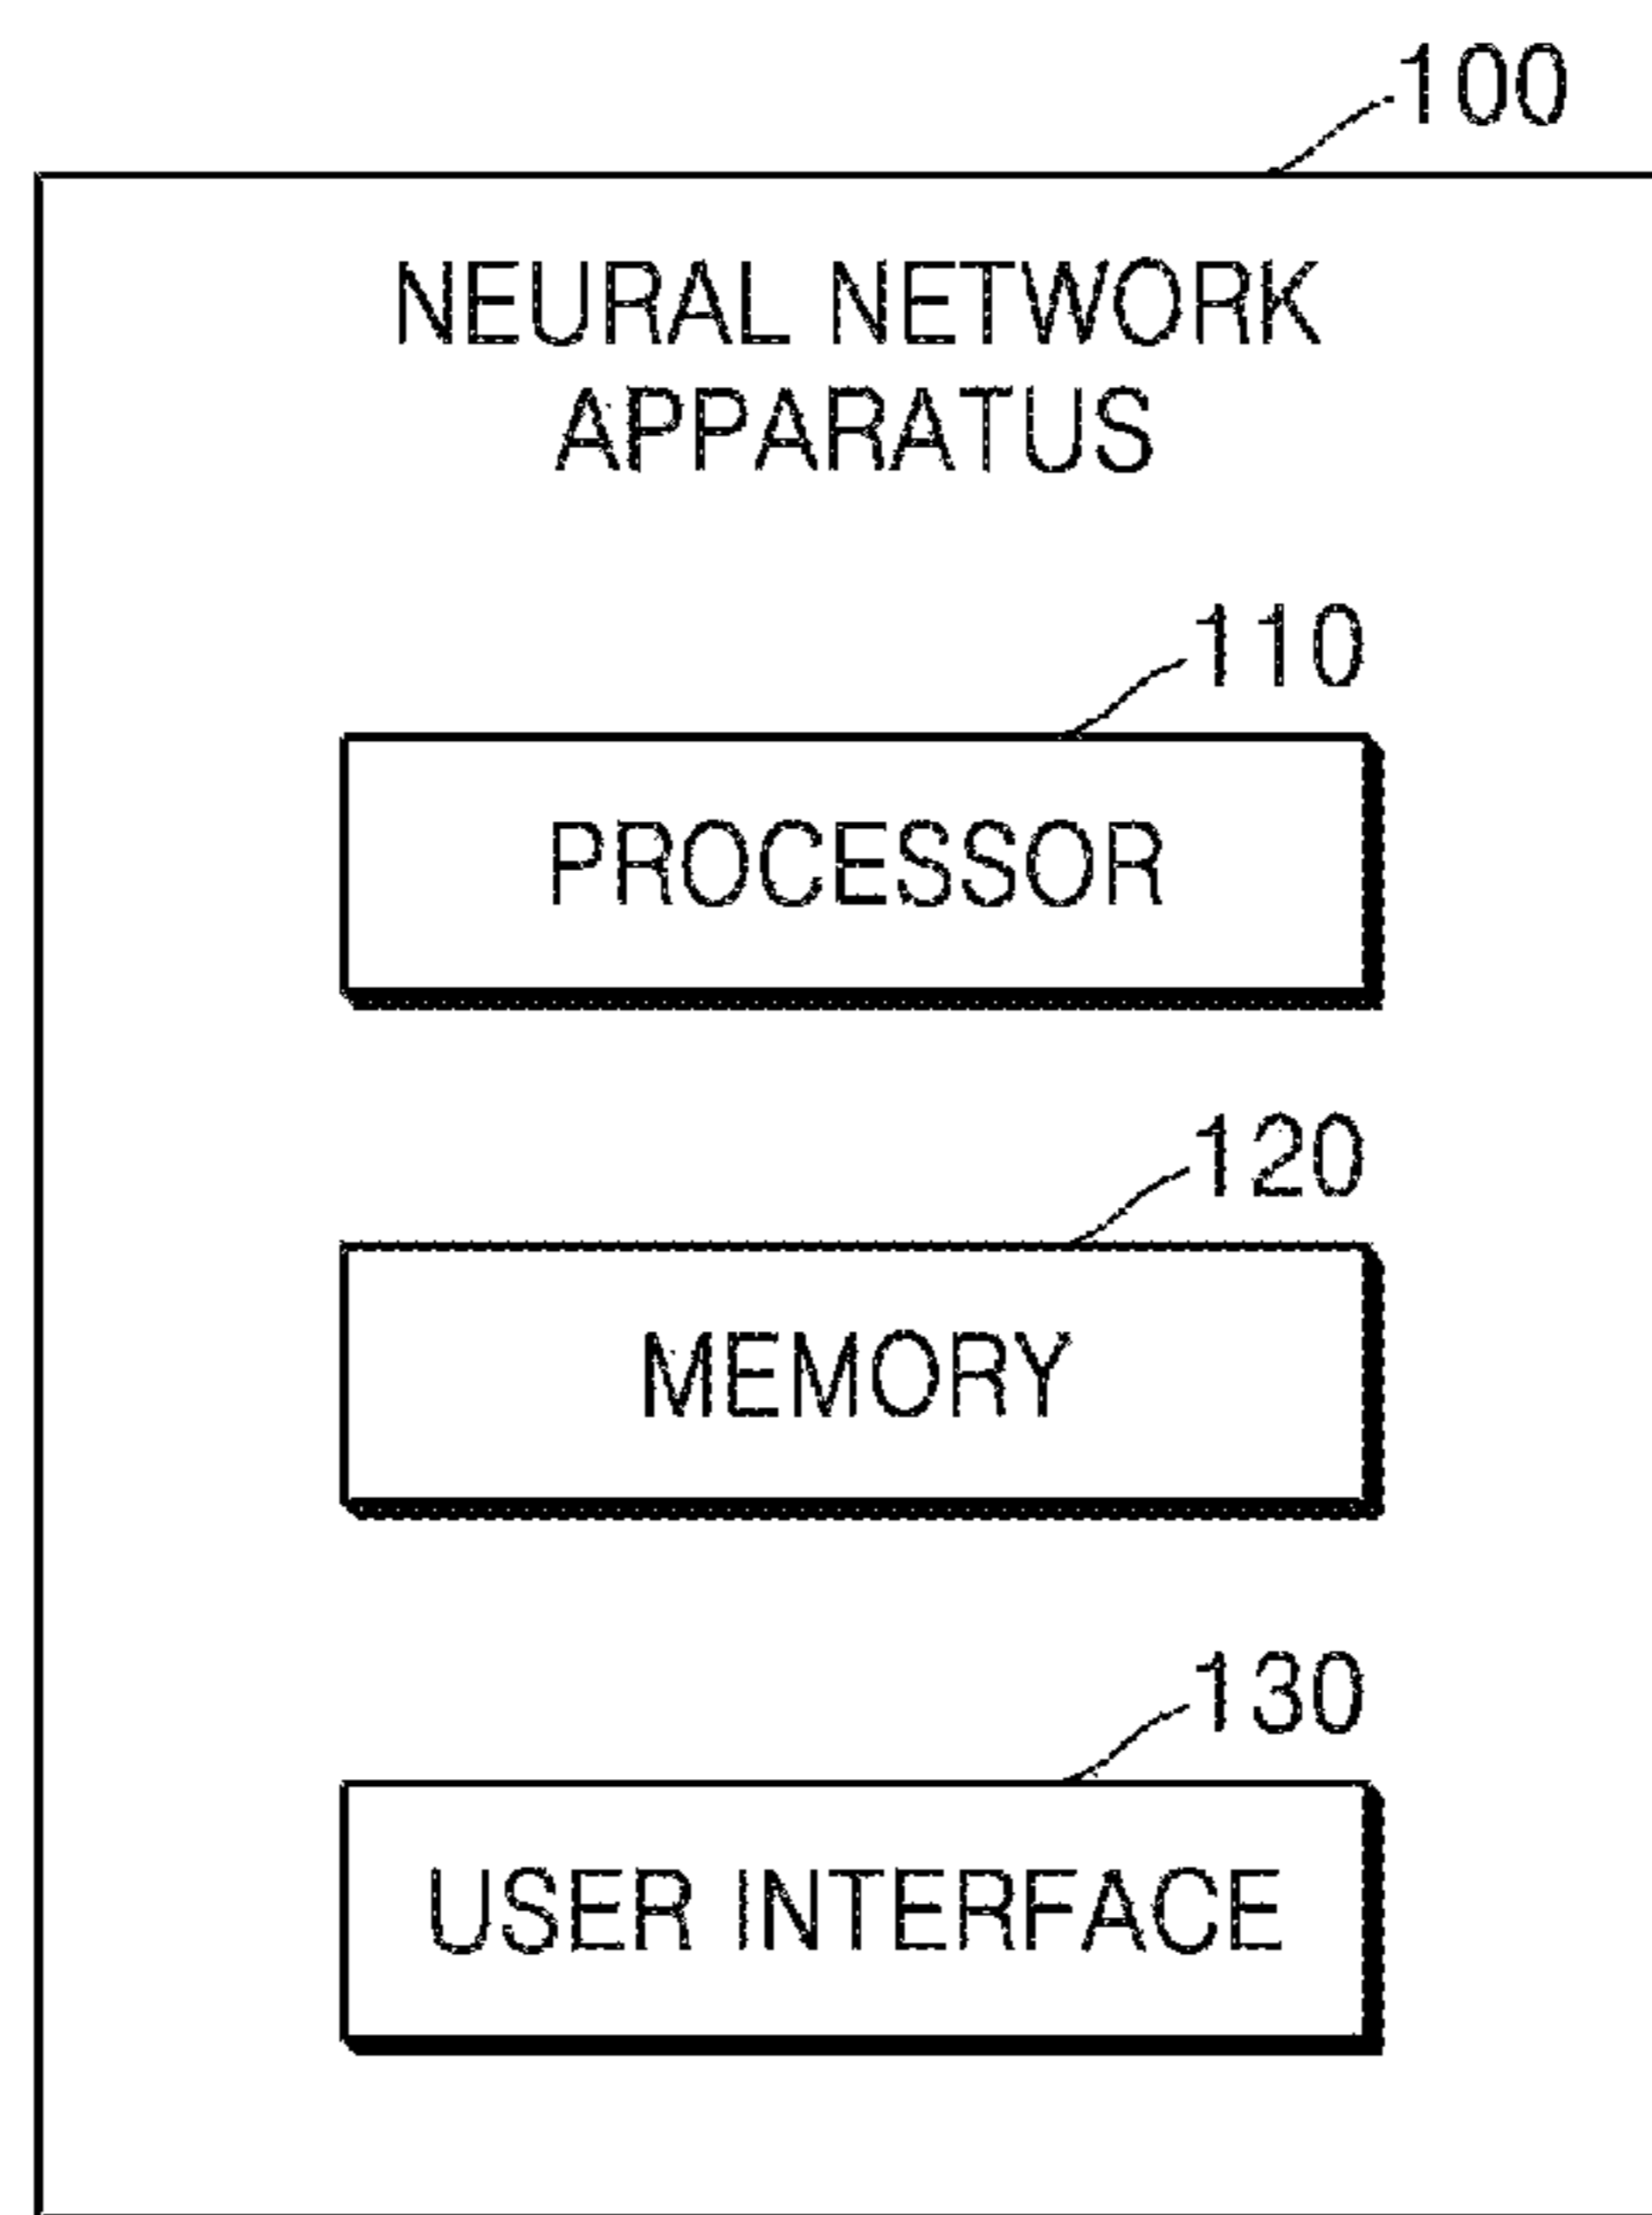 100
NEURAL NETWORK
APPARATUS
110
PROCESSOR
120
MEMORY
130
USER INTERFACE